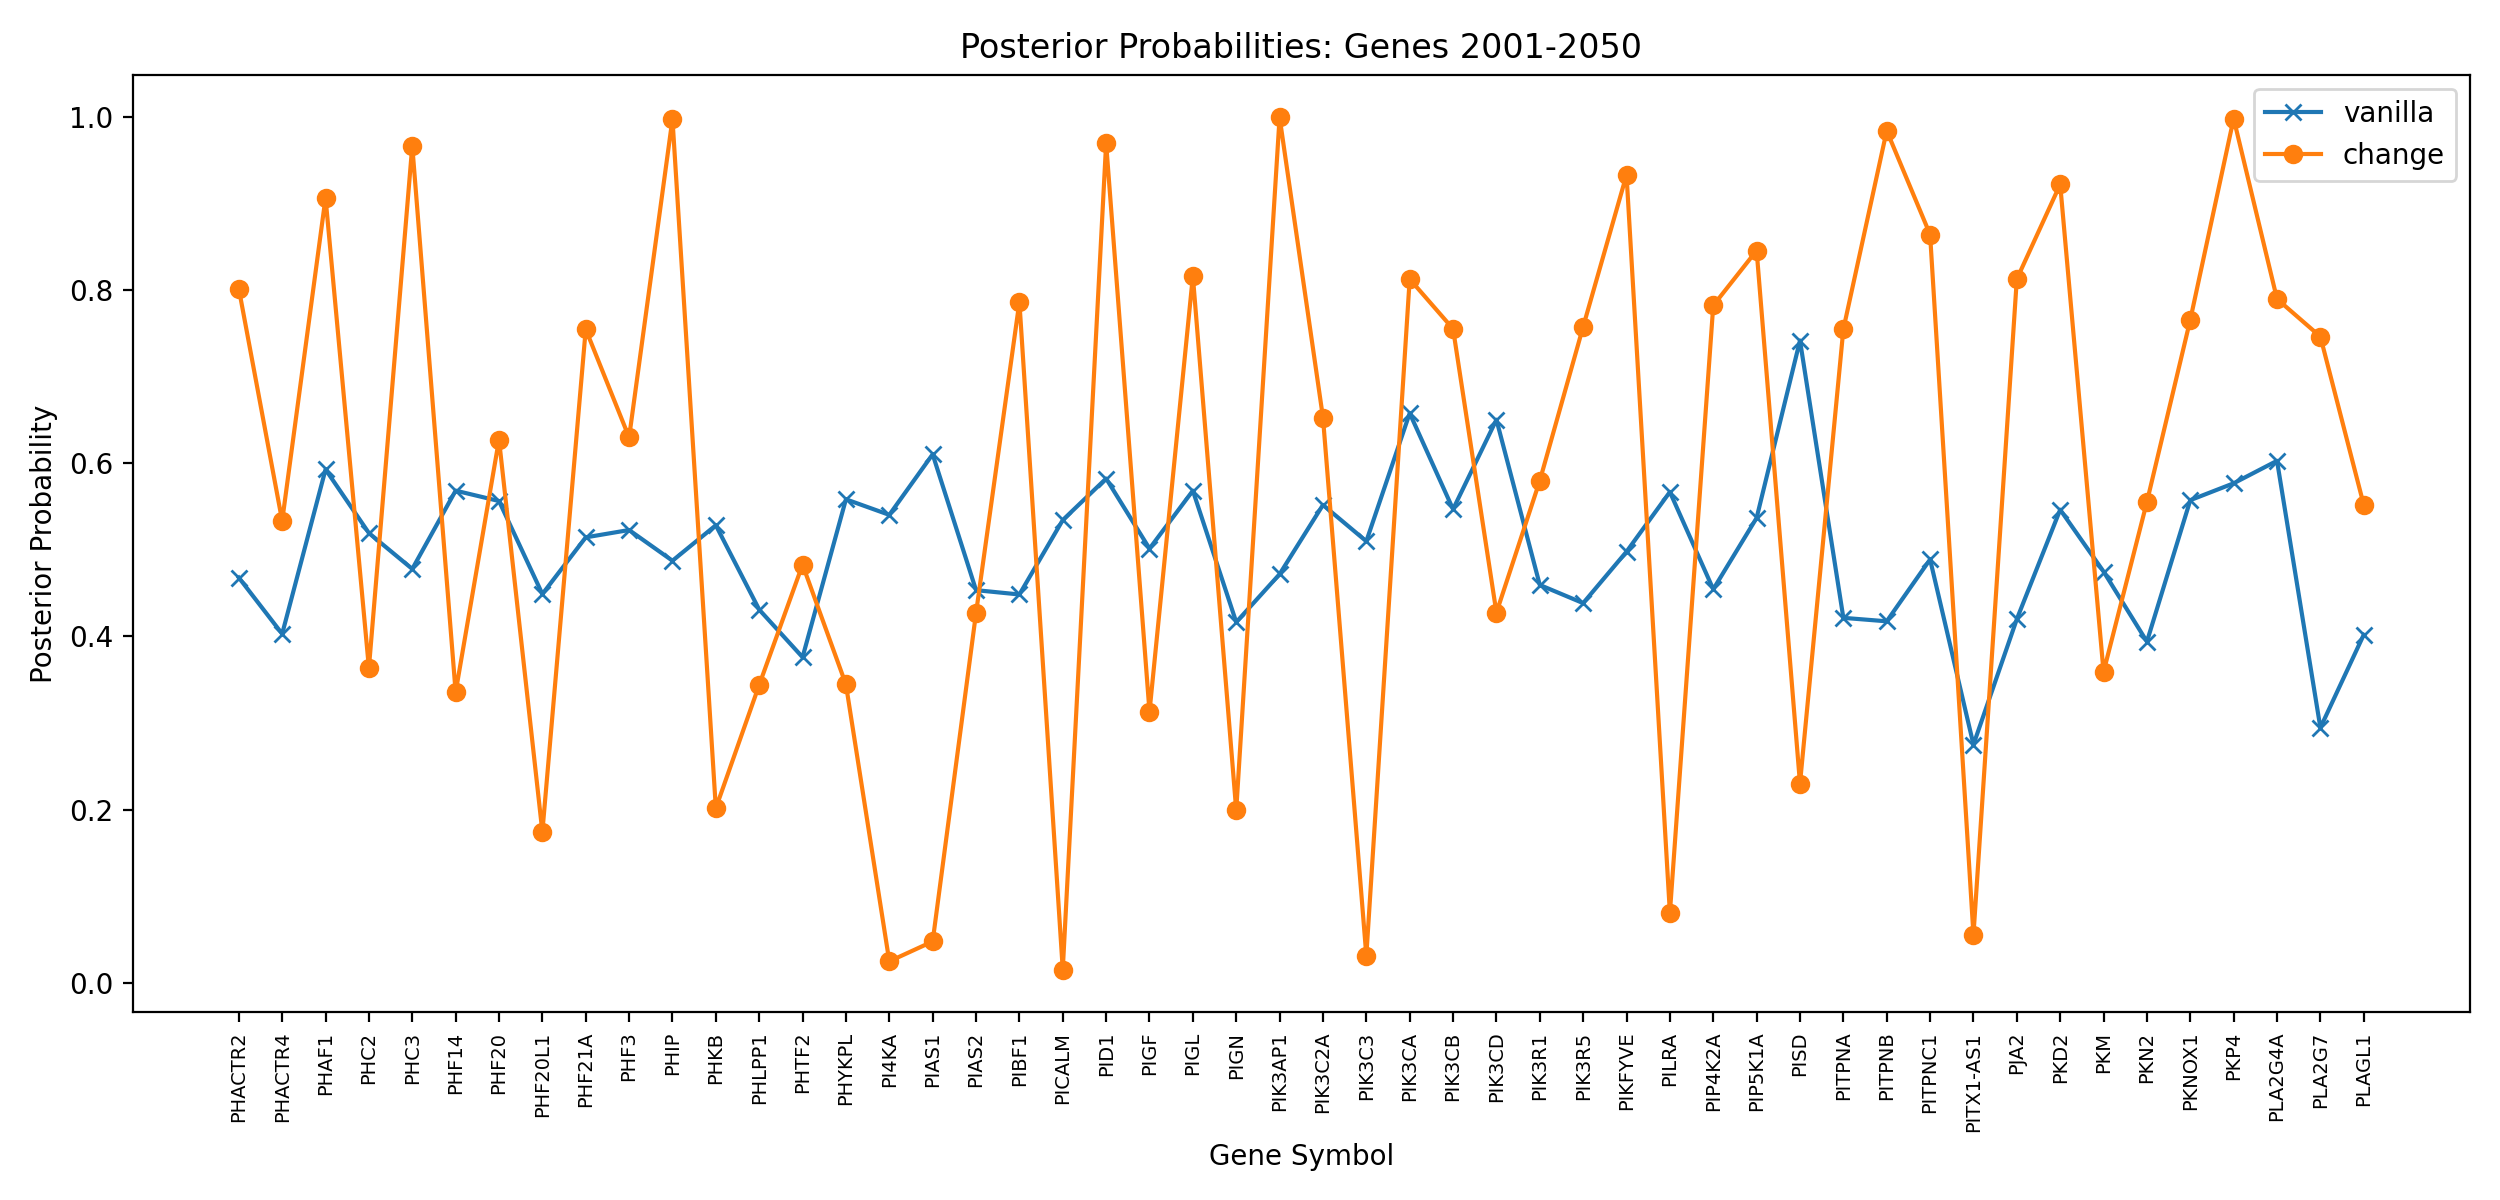 Posterior Probabilities: Genes 2001-2050
vanilla
change
Posterior Probability
1.0
0.8
0.6
0.4
0.2
0.0
PHACTR2
PHACTR4
PHAF1
PHC2
PHC3
PHF14
PHF20
PHF20L1
PHF21A
PHF3
PHIP
PHKB
PHLPP1
PHTF2
PHYKPL
PI4KA
PIAS1
PIAS2
PIBF1
PICALM
PID1
PIGF
PIGL
PIGN
PIK3AP1
PIK3C2A
PIK3C3
PIK3CA
PIK3CB
PIK3CD
PIK3R1
PIK3R5
PIKFYVE
PILRA
PIP4K2A
PIP5K1A
PISD
PITPNA
PITPNB
PITPNC1
PITX1-AS1
PJA2
PKD2
PKM
PKN2
PKNOX1
PKP4
PLA2G4A
PLA2G7
PLAGL1
Gene Symbol